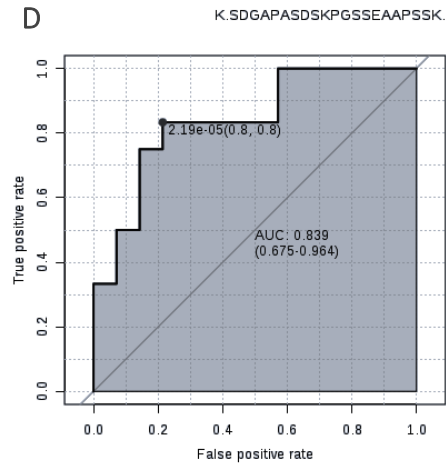 D
K.SDGAPASDSKPGSSEAAPSSK.
1.0
0.8
0.6
0.4
0.2
0.0
True positive rate
2.19e-05(0.8, 0.8)
AUC: 0.839
(0.675-0.964)
0.0 0.2 0.4 0.6 0.8 1.0
False positive rate